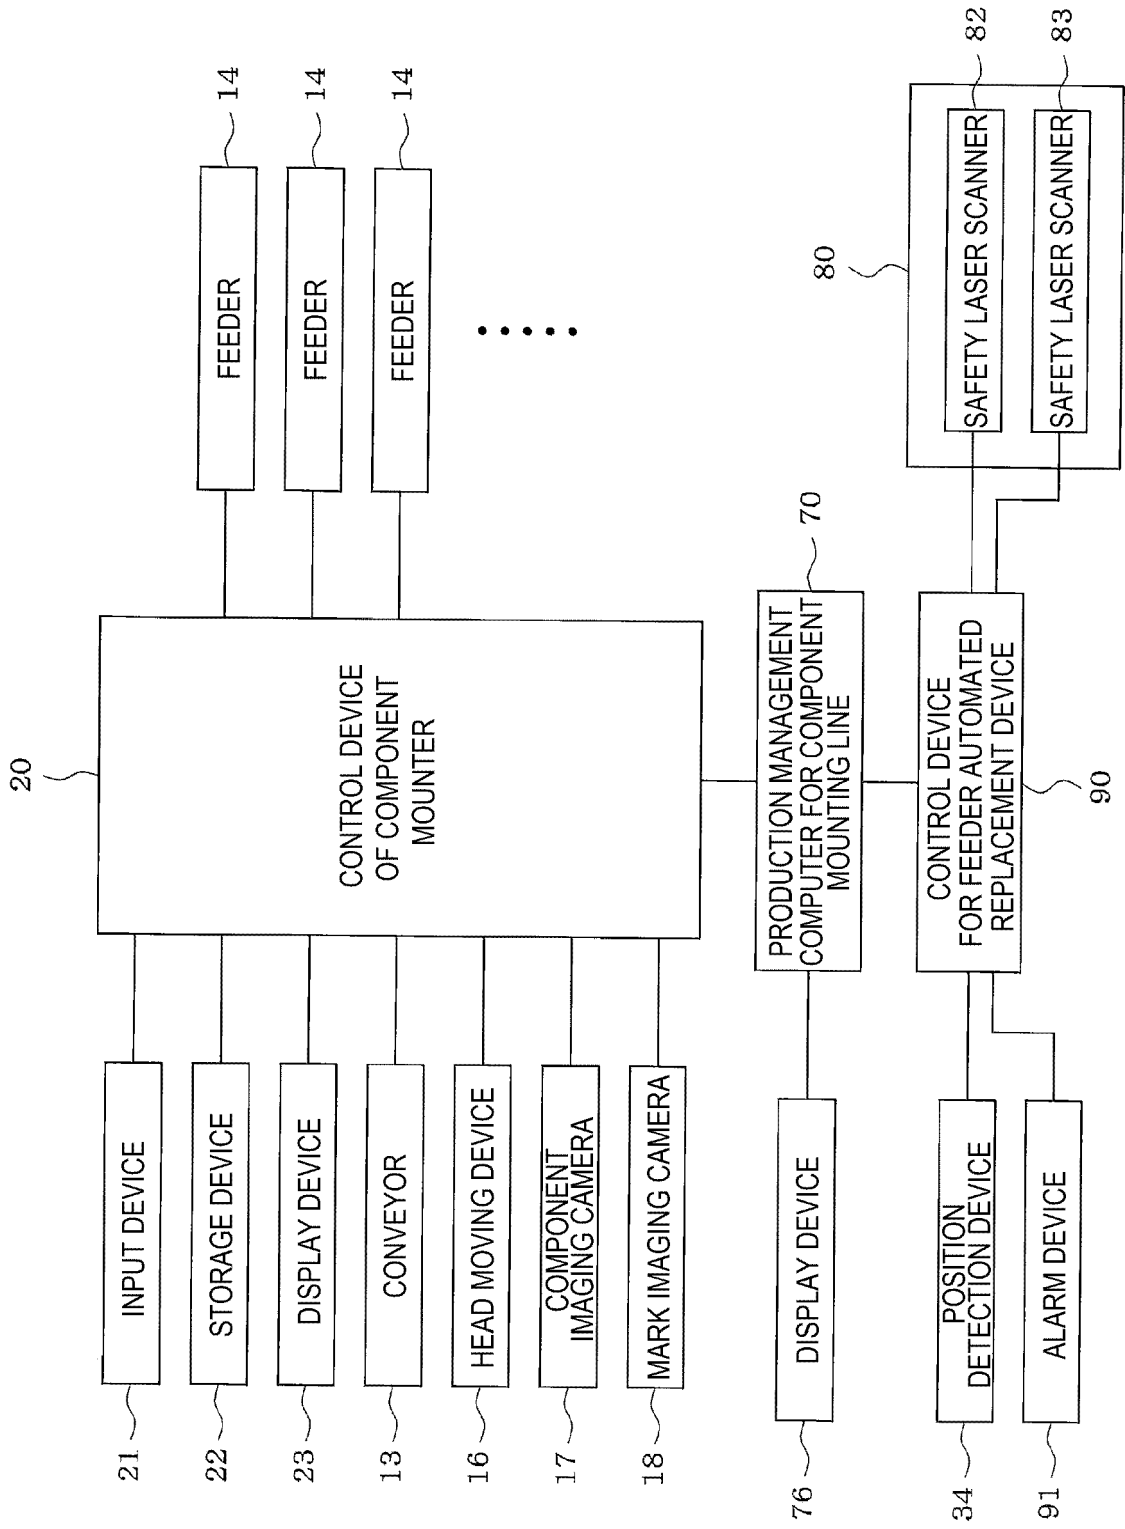 21
INPUT DEVICE
22
STORAGE DEVICE
23
DISPLAY DEVICE
13
CONVEYOR
16
HEAD MOVING DEVICE
17
COMPONENT
IMAGING CAMERA
18
MARK IMAGING CAMERA
20
CONTROL DEVICE
OF COMPONENT
MOUNTER
FEEDER
14
FEEDER
14
FEEDER
14
76
DISPLAY DEVICE
PRODUCTION MANAGEMENT
COMPUTER FOR COMPONENT
MOUNTING LINE
70
34
POSITION
DETECTION DEVICE
91
ALARM DEVICE
CONTROL DEVICE
FOR FEEDER AUTOMATED
REPLACEMENT DEVICE
90
80
SAFETY LASER SCANNER
82
SAFETY LASER SCANNER
83